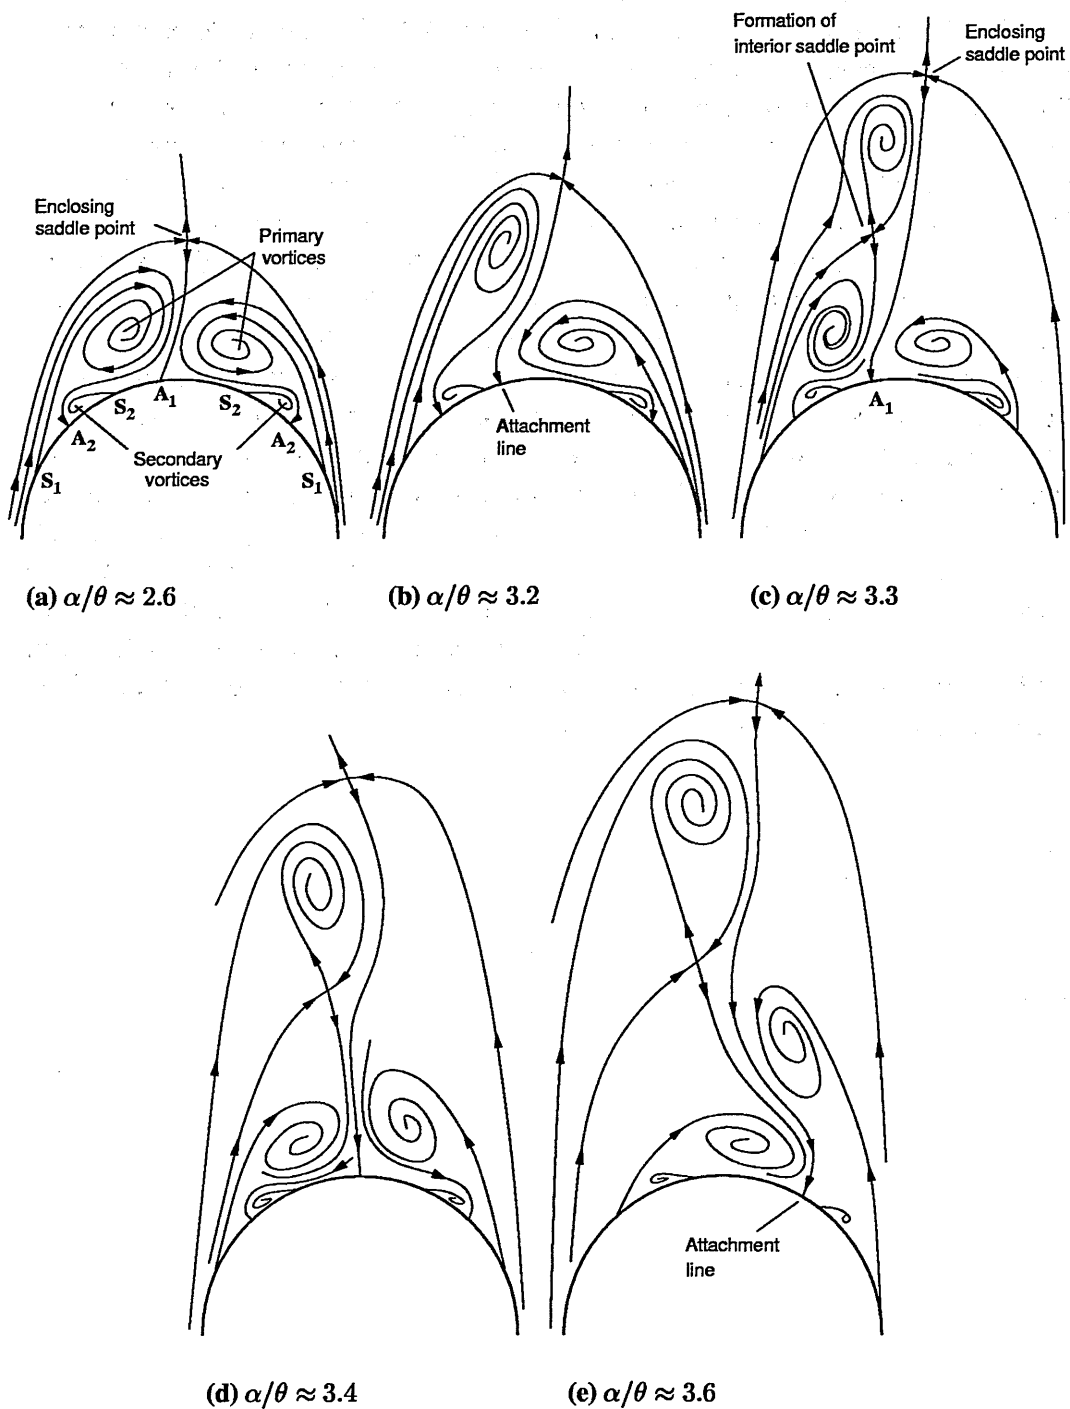 Formation of
interior saddle point
Enclosing
saddle point
Enclosing
saddle point
Primary
vortices
S₂
A₁
S₂
A₂
A₂
Secondary
vortices
S₁
S₁
Attachment
line
A₁
(a) α/θ ≈ 2.6
(b) α/θ ≈ 3.2
(c) α/θ ≈ 3.3
Attachment
line
(d) α/θ ≈ 3.4
(e) α/θ ≈ 3.6